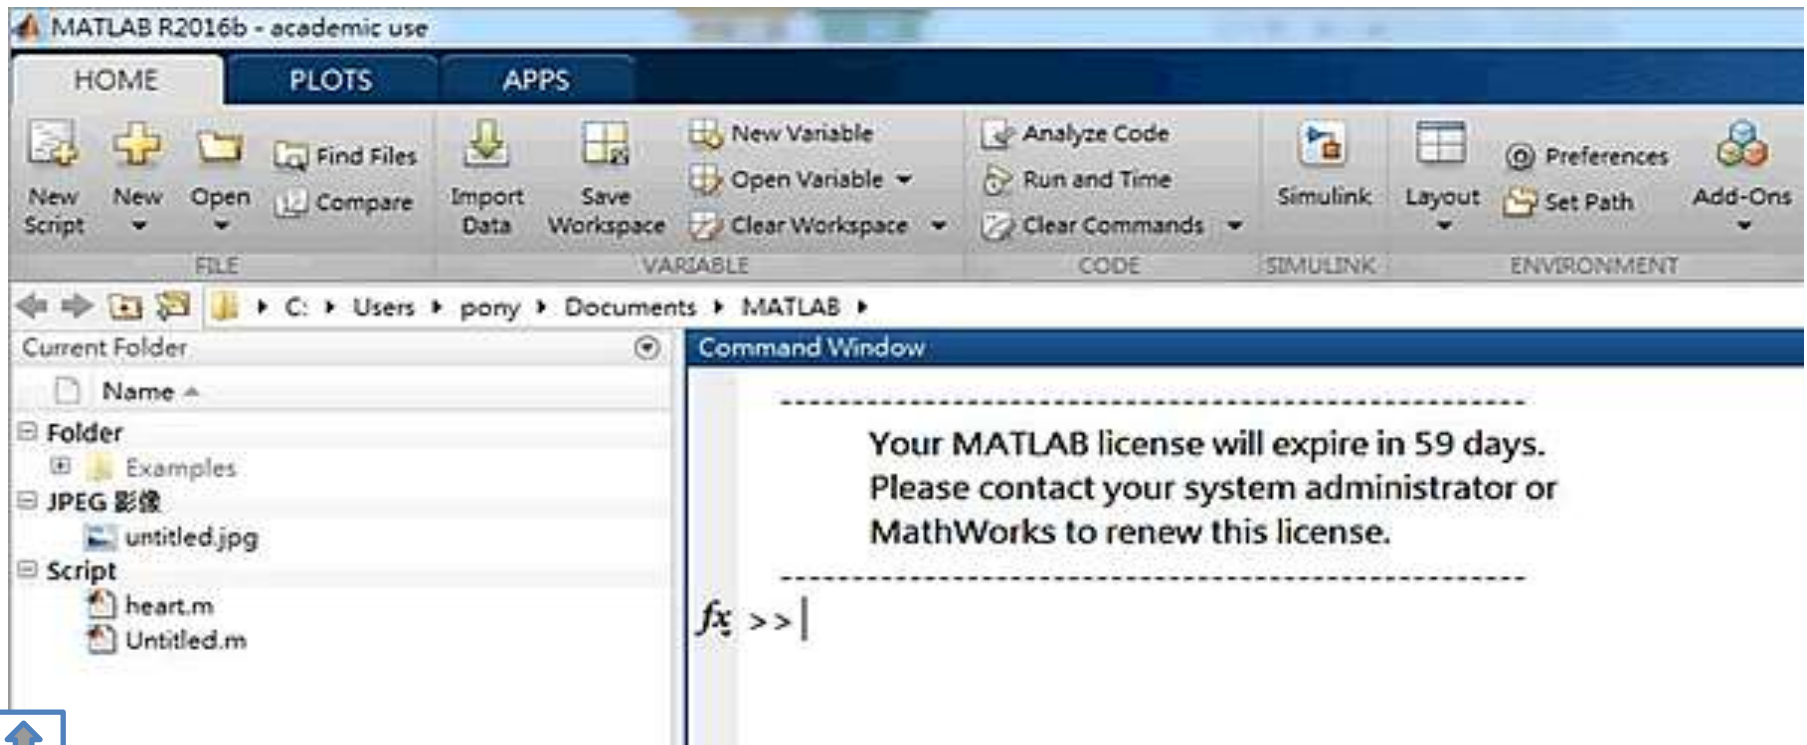 MATLAB R2016b - academic use
HOME PLOTS APPS
New Script
New
Open
Find Files
Compare
Import Data
Save Workspace
New Variable
Open Variable
Clear Workspace
Analyze Code
Run and Time
Clear Commands
Simulink
Layout
Preferences
Set Path
Add-Ons
FILE VARIABLE CODE SIMULINK ENVIRONMENT
C: Users pony Documents MATLAB
Current Folder
Name
Folder
Examples
JPEG 影像
untitled.jpg
Script
heart.m
Untitled.m
Command Window
Your MATLAB license will expire in 59 days.
Please contact your system administrator or
MathWorks to renew this license.
fx >>